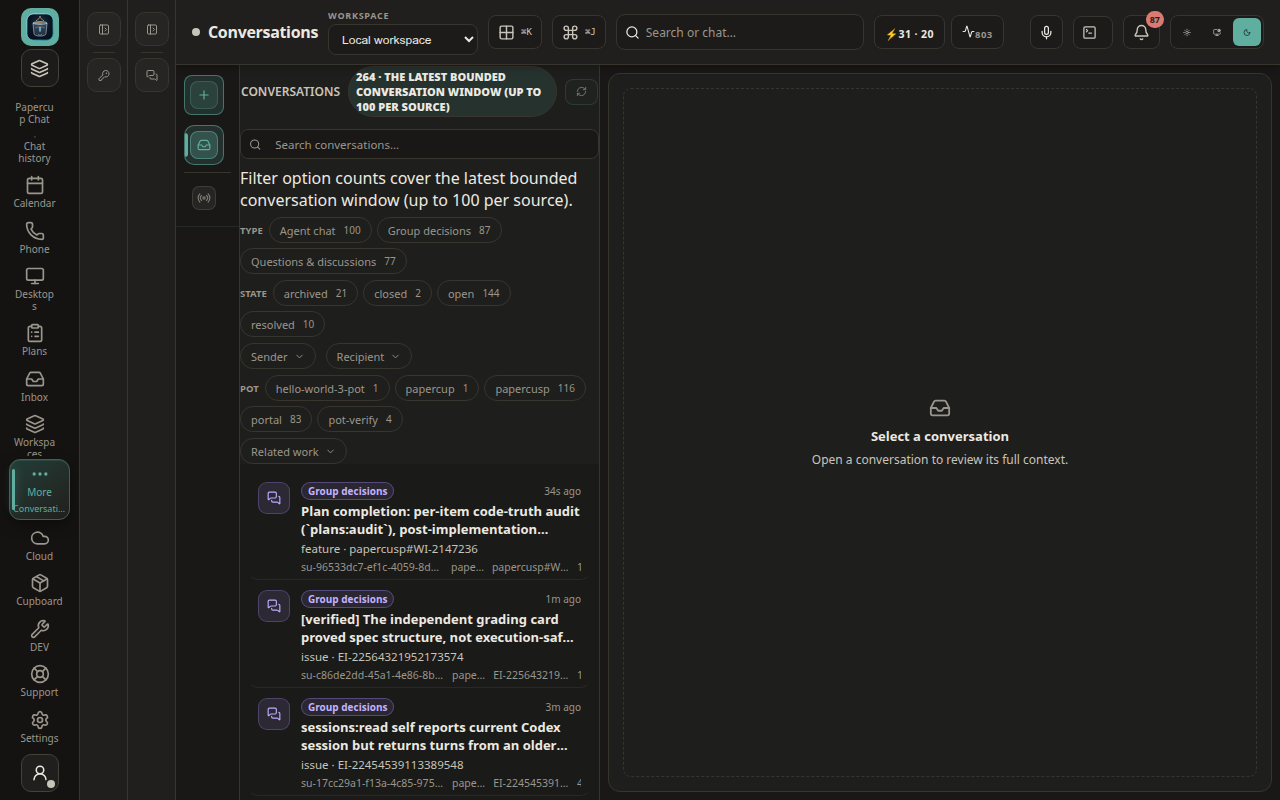 Papercu
p Chat
Chat
history
Calendar
Phone
Desktop
s
Plans
Inbox
Workspa
ces
More
Conversati...
Cloud
Cupboard
DEV
Support
Settings
Conversations
WORKSPACE
Local workspace
⌘K
⌘J
Search or chat...
⚡31 · 20
803
87
CONVERSATIONS
264 · THE LATEST BOUNDED
CONVERSATION WINDOW (UP TO
100 PER SOURCE)
Search conversations...
Filter option counts cover the latest bounded
conversation window (up to 100 per source).
TYPE Agent chat 100 Group decisions 87
Questions & discussions 77
STATE archived 21 closed 2 open 144
resolved 10
Sender Recipient
POT hello-world-3-pot 1 papercup 1 papercusp 116
portal 83 pot-verify 4
Related work
Group decisions 34s ago
Plan completion: per-item code-truth audit
(`plans:audit`), post-implementation...
feature · papercusp#WI-2147236
su-96533dc7-ef1c-4059-8d... pape... papercusp#W... 1
Group decisions 1m ago
[verified] The independent grading card
proved spec structure, not execution-saf...
issue · EI-22564321952173574
su-c86de2dd-45a1-4e86-8b... pape... EI-225643219... 1
Group decisions 3m ago
sessions:read self reports current Codex
session but returns turns from an older...
issue · EI-22454539113389548
su-17cc29a1-f13a-4c85-975... pape... EI-224545391... 4
Select a conversation
Open a conversation to review its full context.